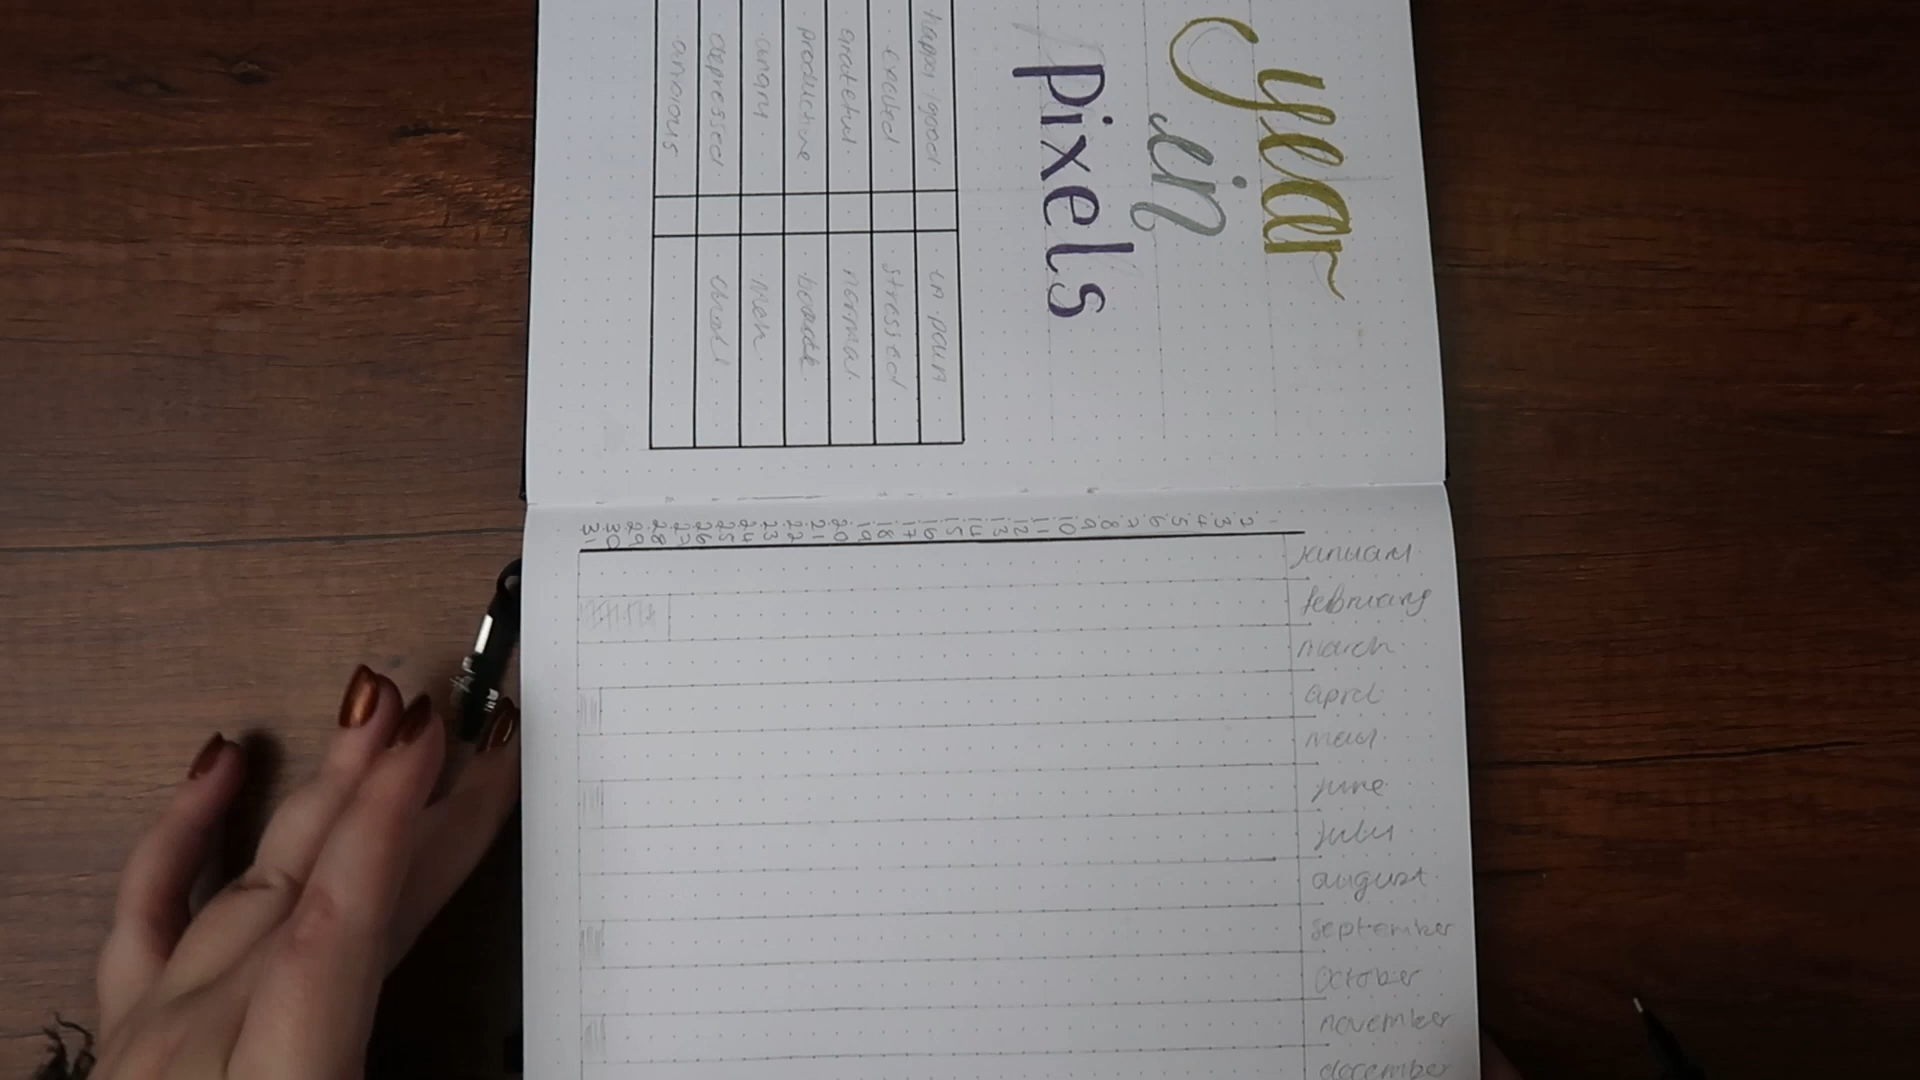 year
in
pixels
happy/good
in pain
excited
stressed
grateful
normal
productive
angry
meh
depressed
anxious
2 3 4 5 6 7 8 9 10 11 12 13 14 15 16 17 18 19 20 21 22 23 24 25 26 27 28 29 30 31
january
february
march
april
may
june
july
august
september
october
november
december